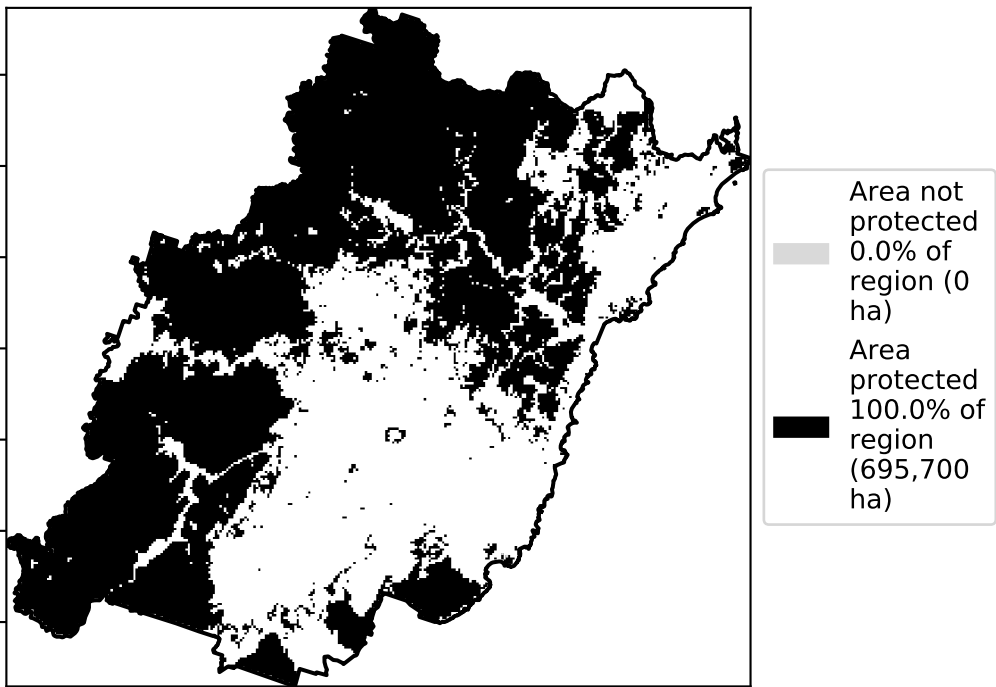 Area not
protected
0.0% of
region (0
ha)
Area
protected
100.0% of
region
(695,700
ha)